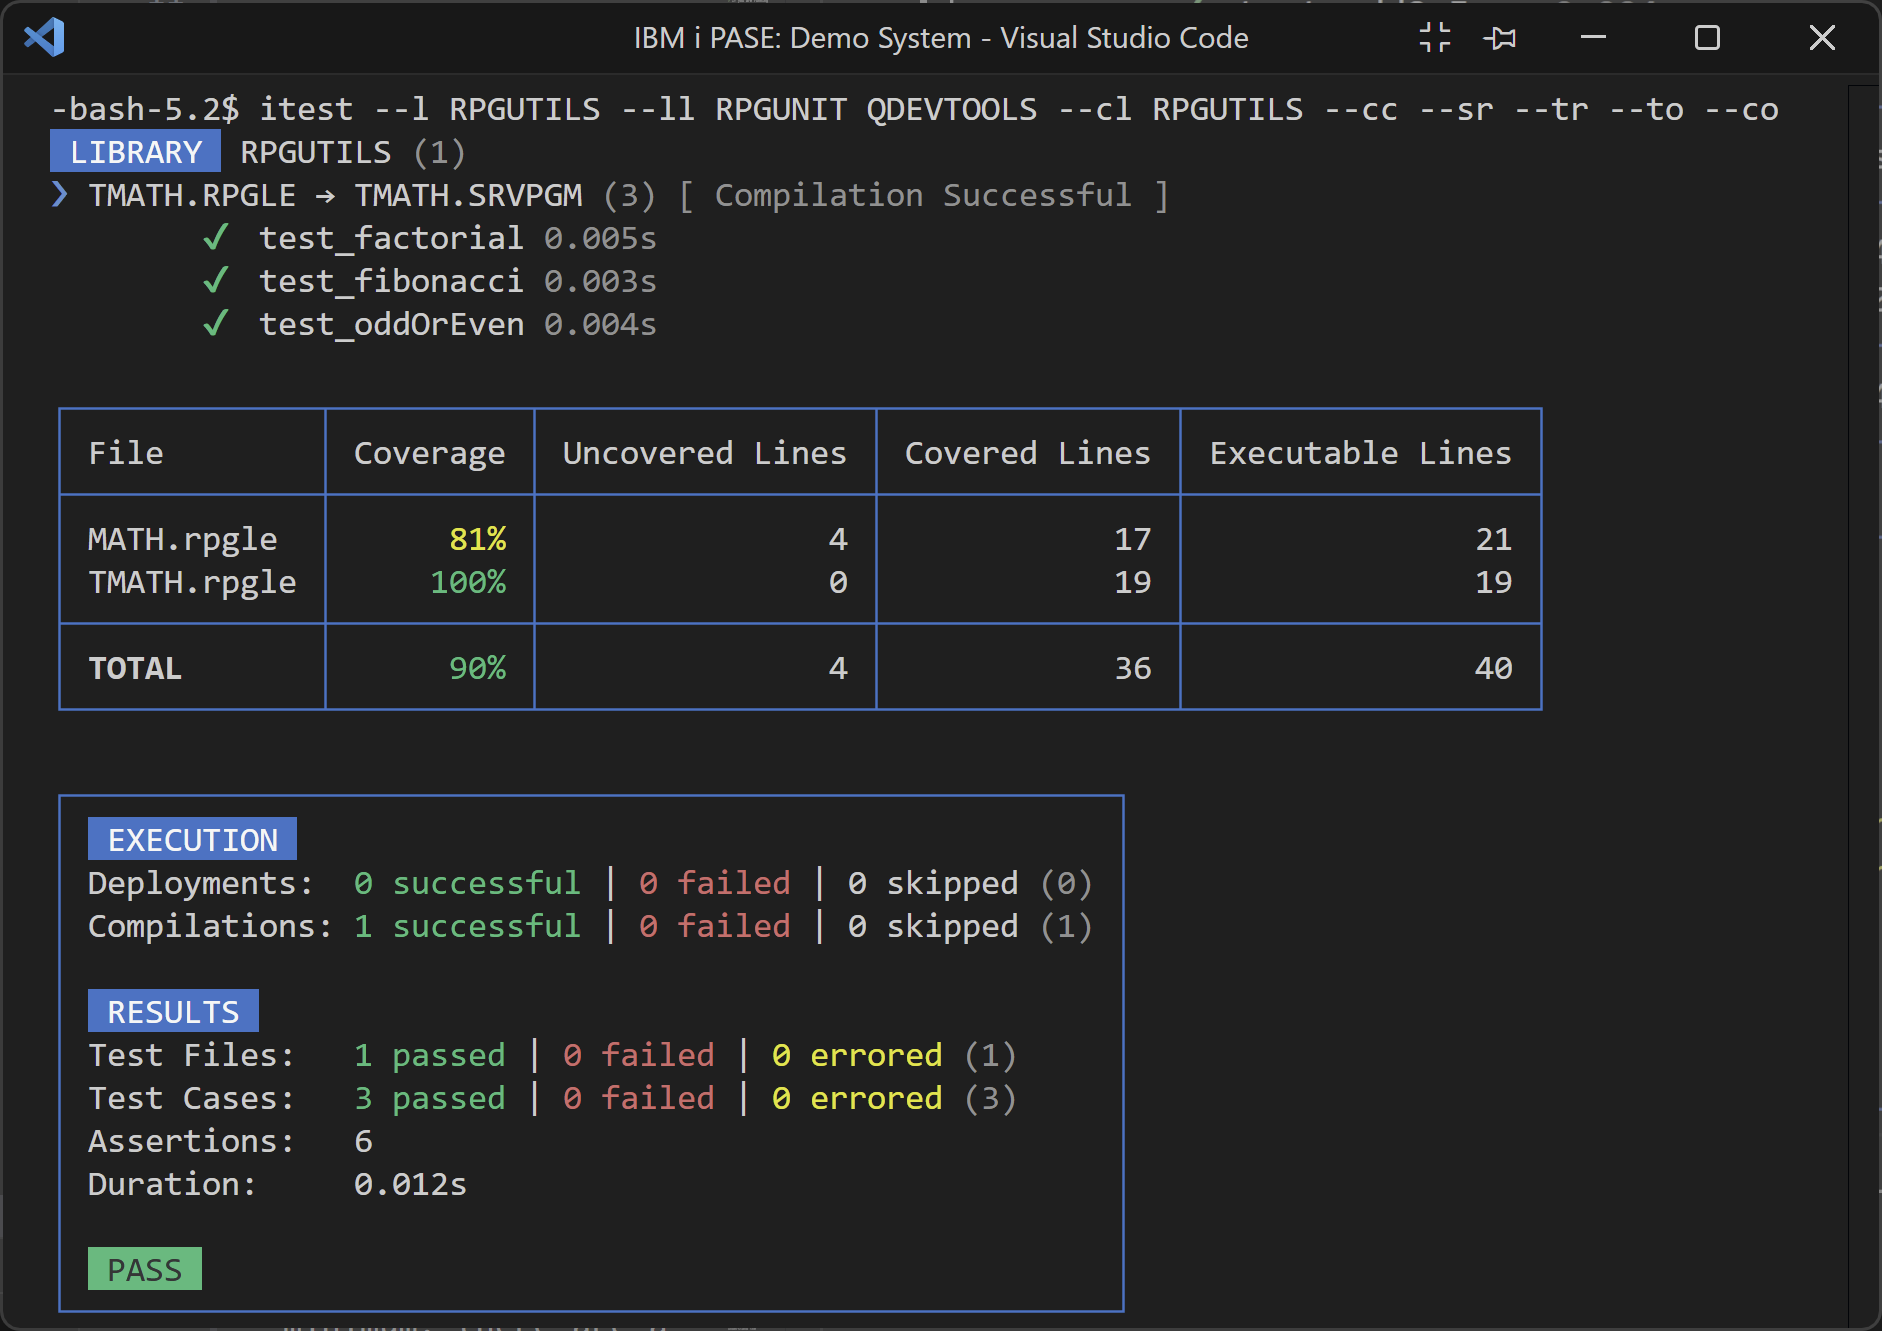 IBM i PASE: Demo System - Visual Studio Code
-bash-5.2$ itest --l RPGUTILS --ll RPGUNIT QDEVTOOLS --cl RPGUTILS --cc --sr --tr --to --co
LIBRARY RPGUTILS (1)
❯ TMATH.RPGLE → TMATH.SRVPGM (3) [ Compilation Successful ]
✔ test_factorial 0.005s
✔ test_fibonacci 0.003s
✔ test_oddOrEven 0.004s
File Coverage Uncovered Lines Covered Lines Executable Lines
MATH.rpgle 81% 4 17 21
TMATH.rpgle 100% 0 19 19
TOTAL 90% 4 36 40
EXECUTION
Deployments: 0 successful | 0 failed | 0 skipped (0)
Compilations: 1 successful | 0 failed | 0 skipped (1)
RESULTS
Test Files: 1 passed | 0 failed | 0 errored (1)
Test Cases: 3 passed | 0 failed | 0 errored (3)
Assertions: 6
Duration: 0.012s
PASS